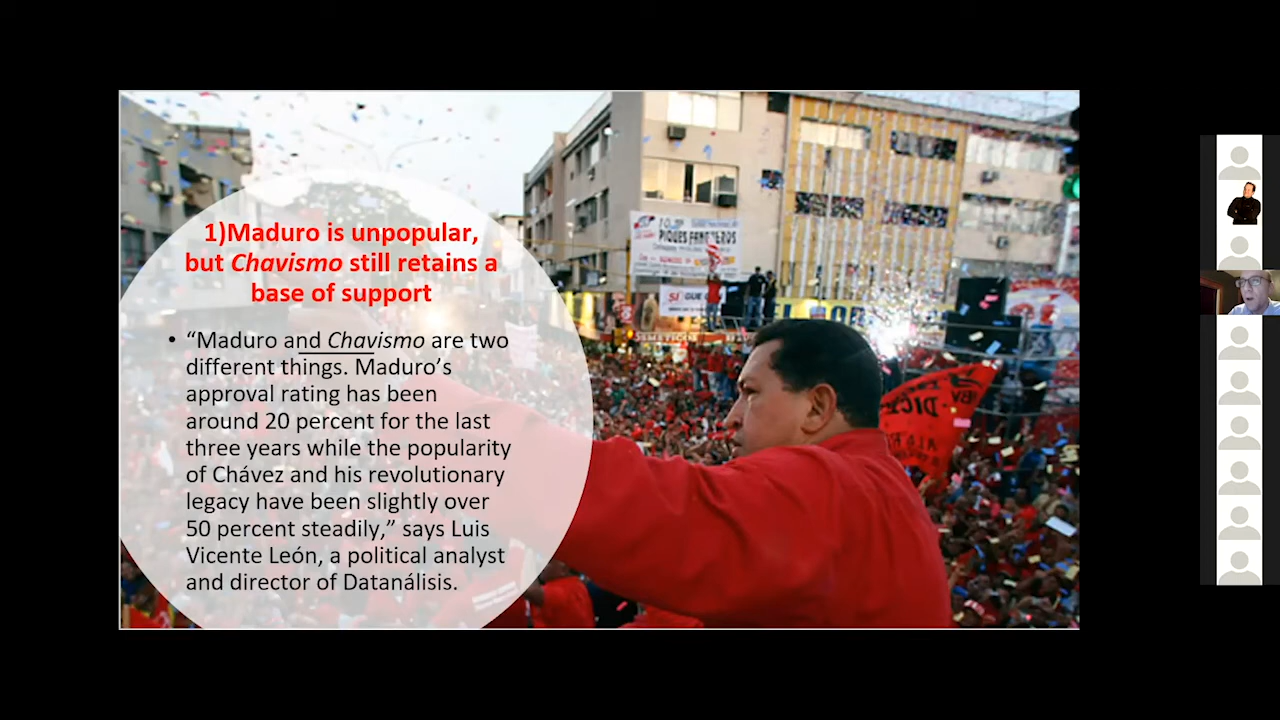 1)Maduro is unpopular,
but Chavismo still retains a
base of support
• “Maduro and Chavismo are two
different things. Maduro’s
approval rating has been
around 20 percent for the last
three years while the popularity
of Chávez and his revolutionary
legacy have been slightly over
50 percent steadily,” says Luis
Vicente León, a political analyst
and director of Datanálisis.
PIQUES
SIGUE